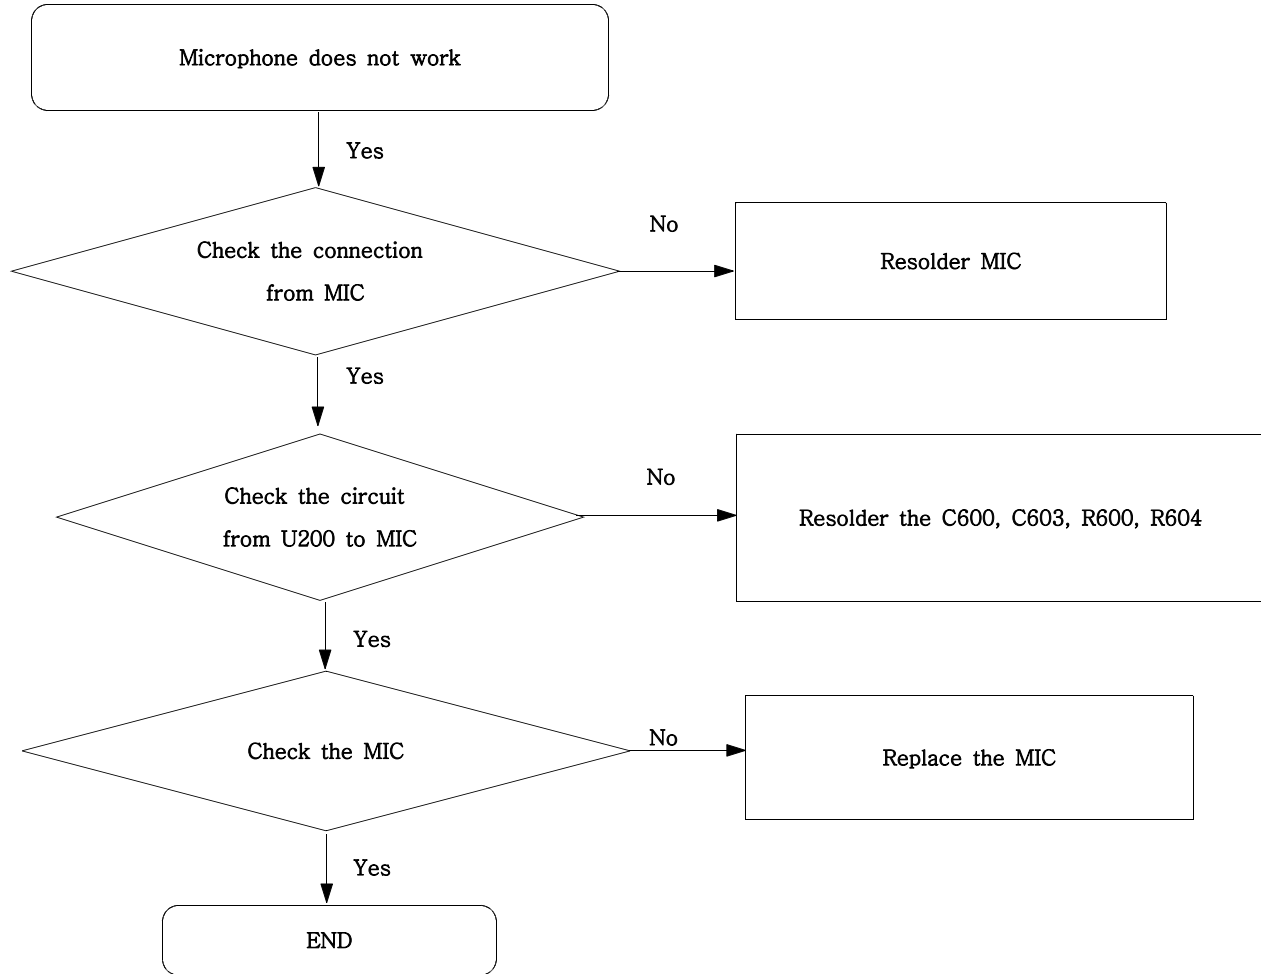 Microphone does not work
Yes
Check the connection
from MIC
No
Resolder MIC
Yes
Check the circuit
from U200 to MIC
No
Resolder the C600, C603, R600, R604
Yes
Check the MIC
No
Replace the MIC
Yes
END